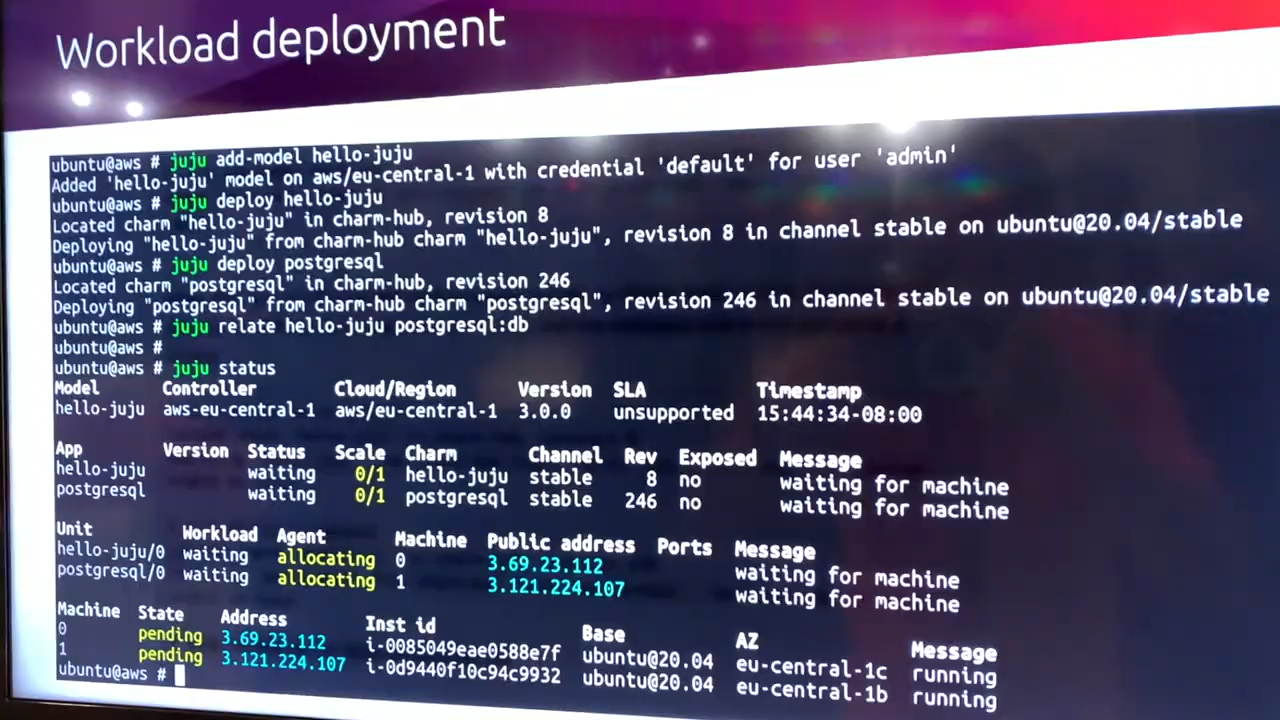 Workload deployment
ubuntu@aws # juju add-model hello-juju
Added 'hello-juju' model on aws/eu-central-1 with credential 'default' for user 'admin'
ubuntu@aws # juju deploy hello-juju
Located charm "hello-juju" in charm-hub, revision 8
Deploying "hello-juju" from charm-hub charm "hello-juju", revision 8 in channel stable on ubuntu@20.04/stable
ubuntu@aws # juju deploy postgresql
Located charm "postgresql" in charm-hub, revision 246
Deploying "postgresql" from charm-hub charm "postgresql", revision 246 in channel stable on ubuntu@20.04/stable
ubuntu@aws # juju relate hello-juju postgresql:db
ubuntu@aws #
ubuntu@aws # juju status
Model Controller Cloud/Region Version SLA Timestamp
hello-juju aws-eu-central-1 aws/eu-central-1 3.0.0 unsupported 15:44:34-08:00
App Version Status Scale Charm Channel Rev Exposed Message
hello-juju waiting 0/1 hello-juju stable 8 no waiting for machine
postgresql waiting 0/1 postgresql stable 246 no waiting for machine
Unit Workload Agent Machine Public address Ports Message
hello-juju/0 waiting allocating 0 3.69.23.112 waiting for machine
postgresql/0 waiting allocating 1 3.121.224.107 waiting for machine
Machine State Address Inst id Base AZ Message
0 pending 3.69.23.112 i-0085049eae0588e7f ubuntu@20.04 eu-central-1c running
1 pending 3.121.224.107 i-0d9440f10c94c9932 ubuntu@20.04 eu-central-1b running
ubuntu@aws #